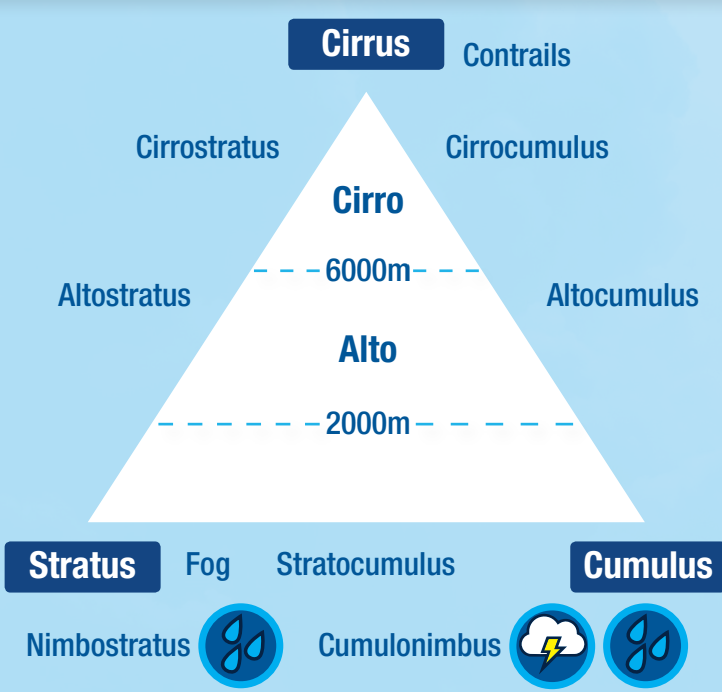 Cirrus
Contrails
Cirrostratus
Cirrocumulus
Cirro
6000m
Altostratus
Altocumulus
Alto
2000m
Stratus
Fog
Stratocumulus
Cumulus
Nimbostratus
Cumulonimbus